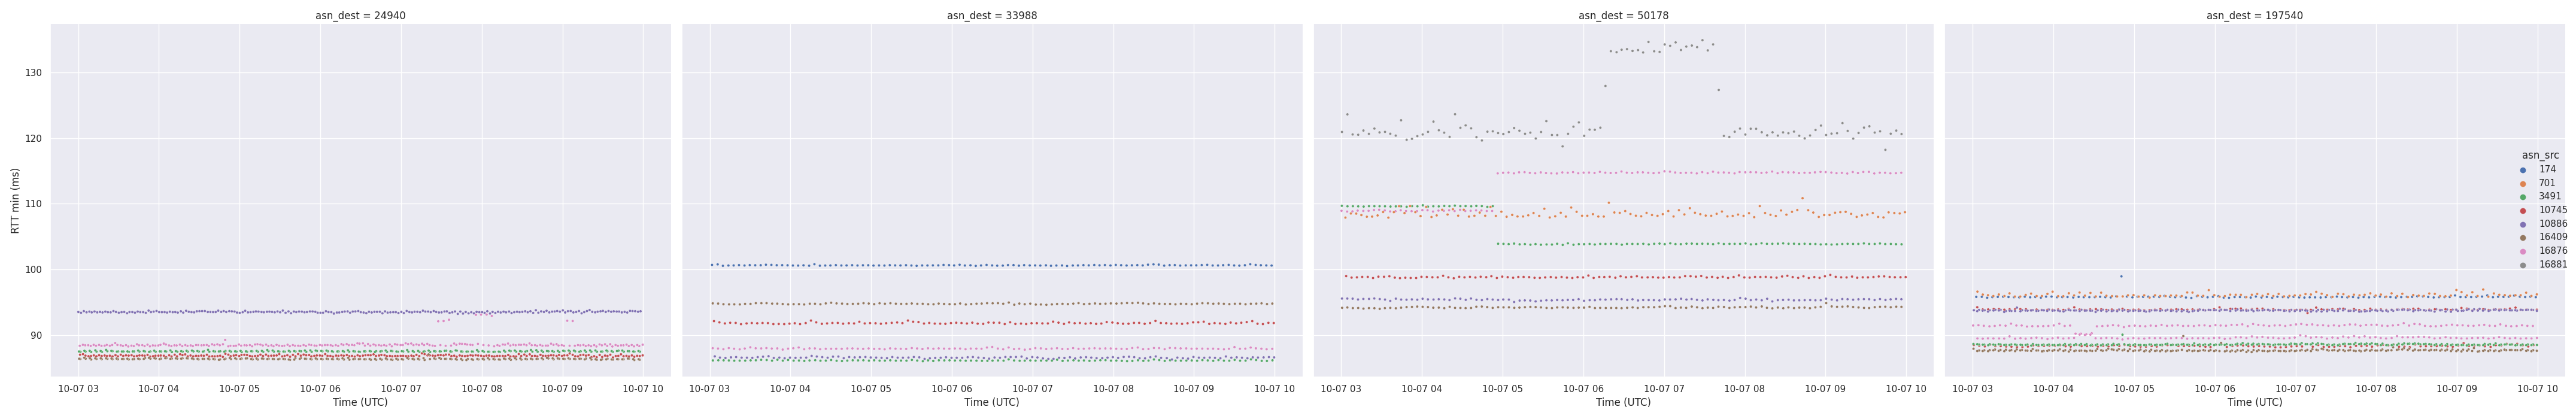 asn_dest = 24940
asn_dest = 33988
asn_dest = 50178
asn_dest = 197540
RTT min (ms)
130
120
110
100
90
10-07 03 10-07 04 10-07 05 10-07 06 10-07 07 10-07 08 10-07 09 10-07 10
Time (UTC)
10-07 03 10-07 04 10-07 05 10-07 06 10-07 07 10-07 08 10-07 09 10-07 10
Time (UTC)
10-07 03 10-07 04 10-07 05 10-07 06 10-07 07 10-07 08 10-07 09 10-07 10
Time (UTC)
10-07 03 10-07 04 10-07 05 10-07 06 10-07 07 10-07 08 10-07 09 10-07 10
Time (UTC)
asn_src
174
701
3491
10745
10886
16409
16876
16881